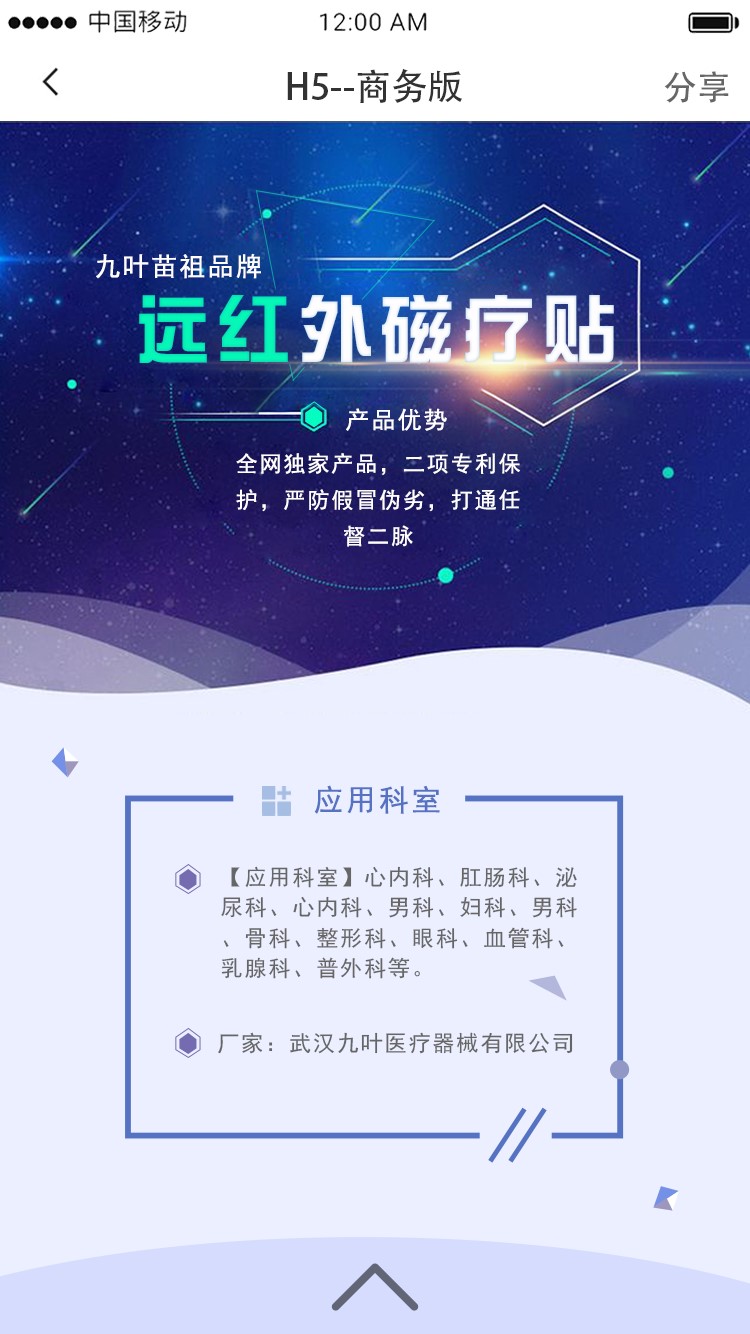 中国移动 12:00 AM
H5--商务版 分享
九叶苗祖品牌
远红外磁疗贴
产品优势
全网独家产品，二项专利保
护，严防假冒伪劣，打通任
督二脉
应用科室
【应用科室】心内科、肛肠科、泌
尿科、心内科、男科、妇科、男科
、骨科、整形科、眼科、血管科、
乳腺科、普外科等。
厂家：武汉九叶医疗器械有限公司